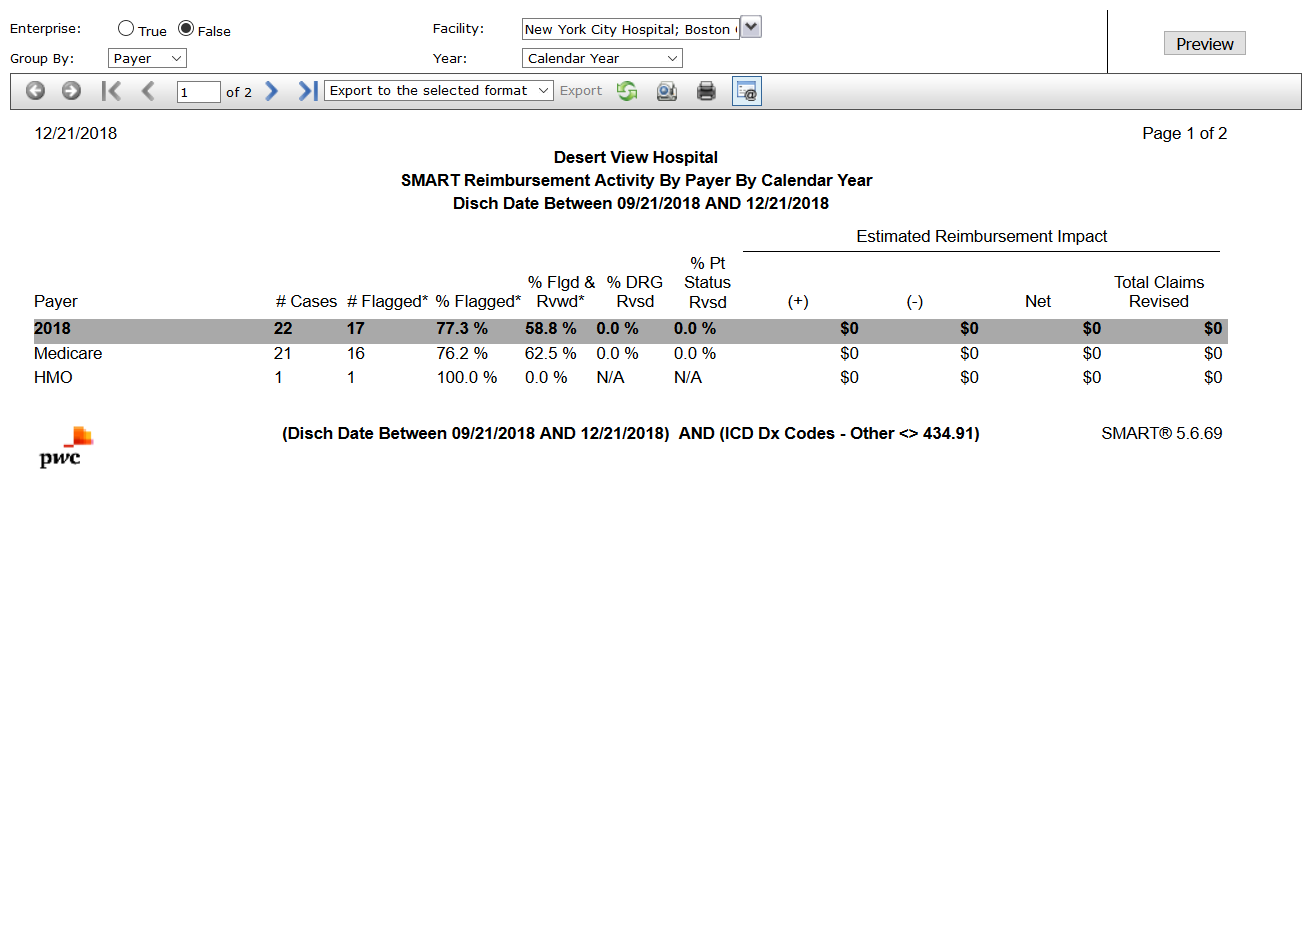 Enterprise: True False Facility: New York City Hospital; Boston
Group By: Payer Year: Calendar Year Preview
1 of 2 Export to the selected format Export
12/21/2018 Page 1 of 2
Desert View Hospital
SMART Reimbursement Activity By Payer By Calendar Year
Disch Date Between 09/21/2018 AND 12/21/2018
Estimated Reimbursement Impact
Payer # Cases # Flagged* % Flagged* % Flgd & Rvwd* % DRG Rvsd % Pt Status Rvsd (+) (-) Net Total Claims Revised
2018 22 17 77.3 % 58.8 % 0.0 % 0.0 % $0 $0 $0 $0
Medicare 21 16 76.2 % 62.5 % 0.0 % 0.0 % $0 $0 $0 $0
HMO 1 1 100.0 % 0.0 % N/A N/A $0 $0 $0 $0
(Disch Date Between 09/21/2018 AND 12/21/2018) AND (ICD Dx Codes - Other <> 434.91) SMART® 5.6.69
pwc